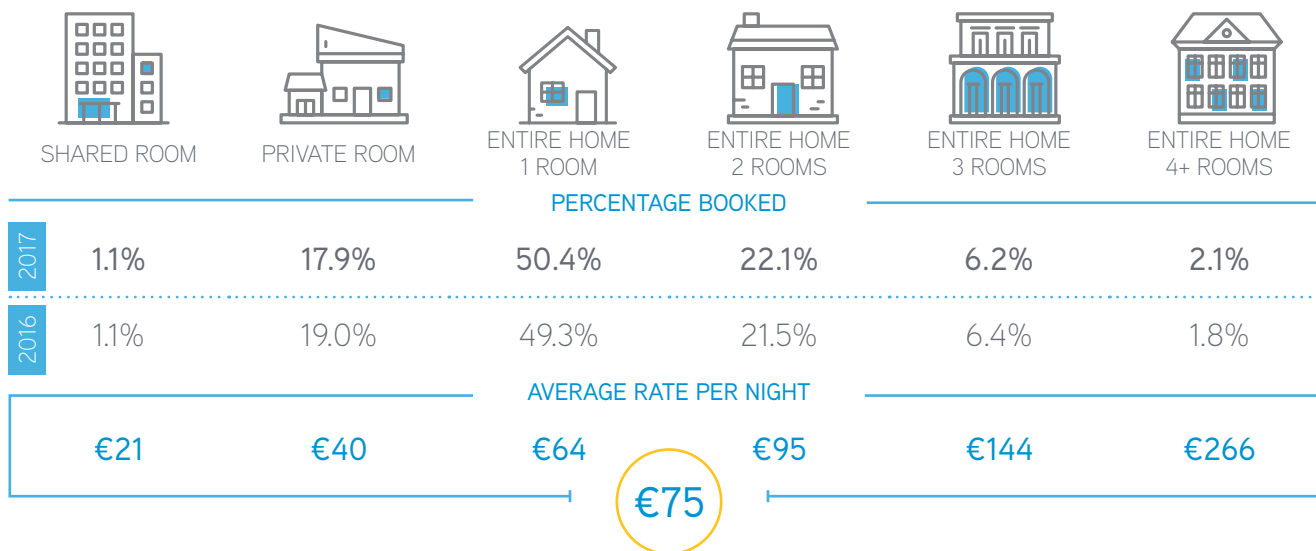 SHARED ROOM
PRIVATE ROOM
ENTIRE HOME
1 ROOM
ENTIRE HOME
2 ROOMS
ENTIRE HOME
3 ROOMS
ENTIRE HOME
4+ ROOMS
PERCENTAGE BOOKED
2017 1.1% 17.9% 50.4% 22.1% 6.2% 2.1%
2016 1.1% 19.0% 49.3% 21.5% 6.4% 1.8%
AVERAGE RATE PER NIGHT
€21 €40 €64 €95 €144 €266
€75